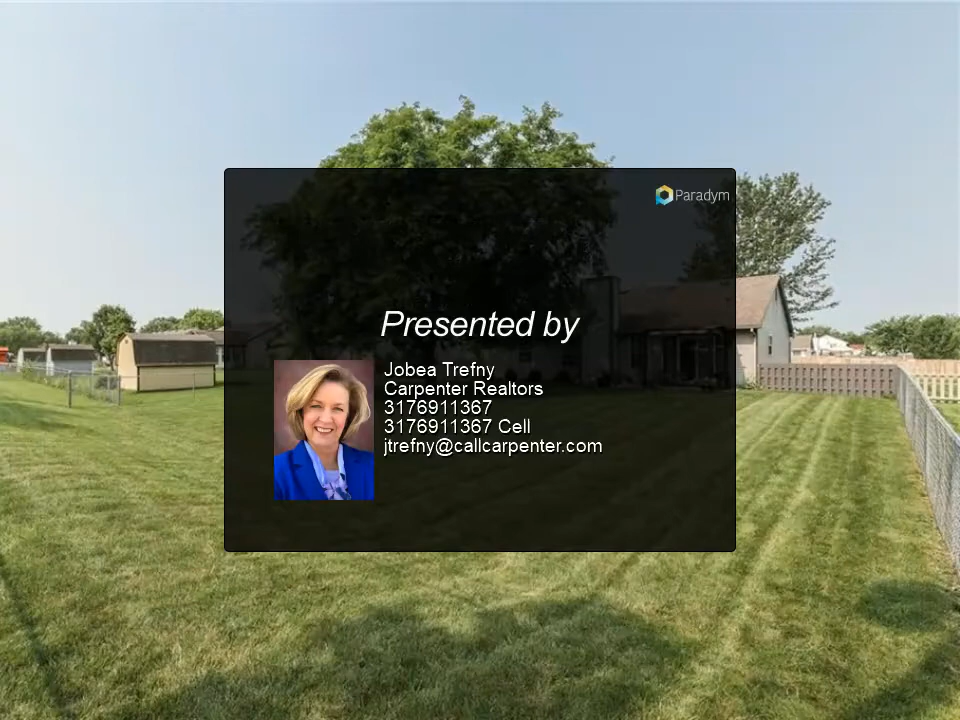 Paradym
Presented by
Jobea Trefny
Carpenter Realtors
3176911367
3176911367 Cell
jtrefny@callcarpenter.com